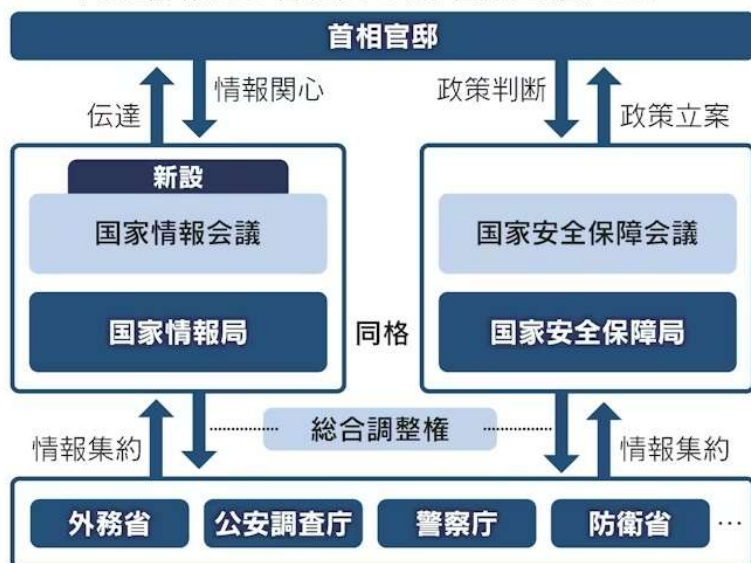 首相官邸
伝達
情報関心
政策判断
政策立案
新設
国家情報会議
国家情報局
同格
国家安全保障会議
国家安全保障局
情報集約
総合調整権
情報集約
外務省
公安調査庁
警察庁
防衛省
…